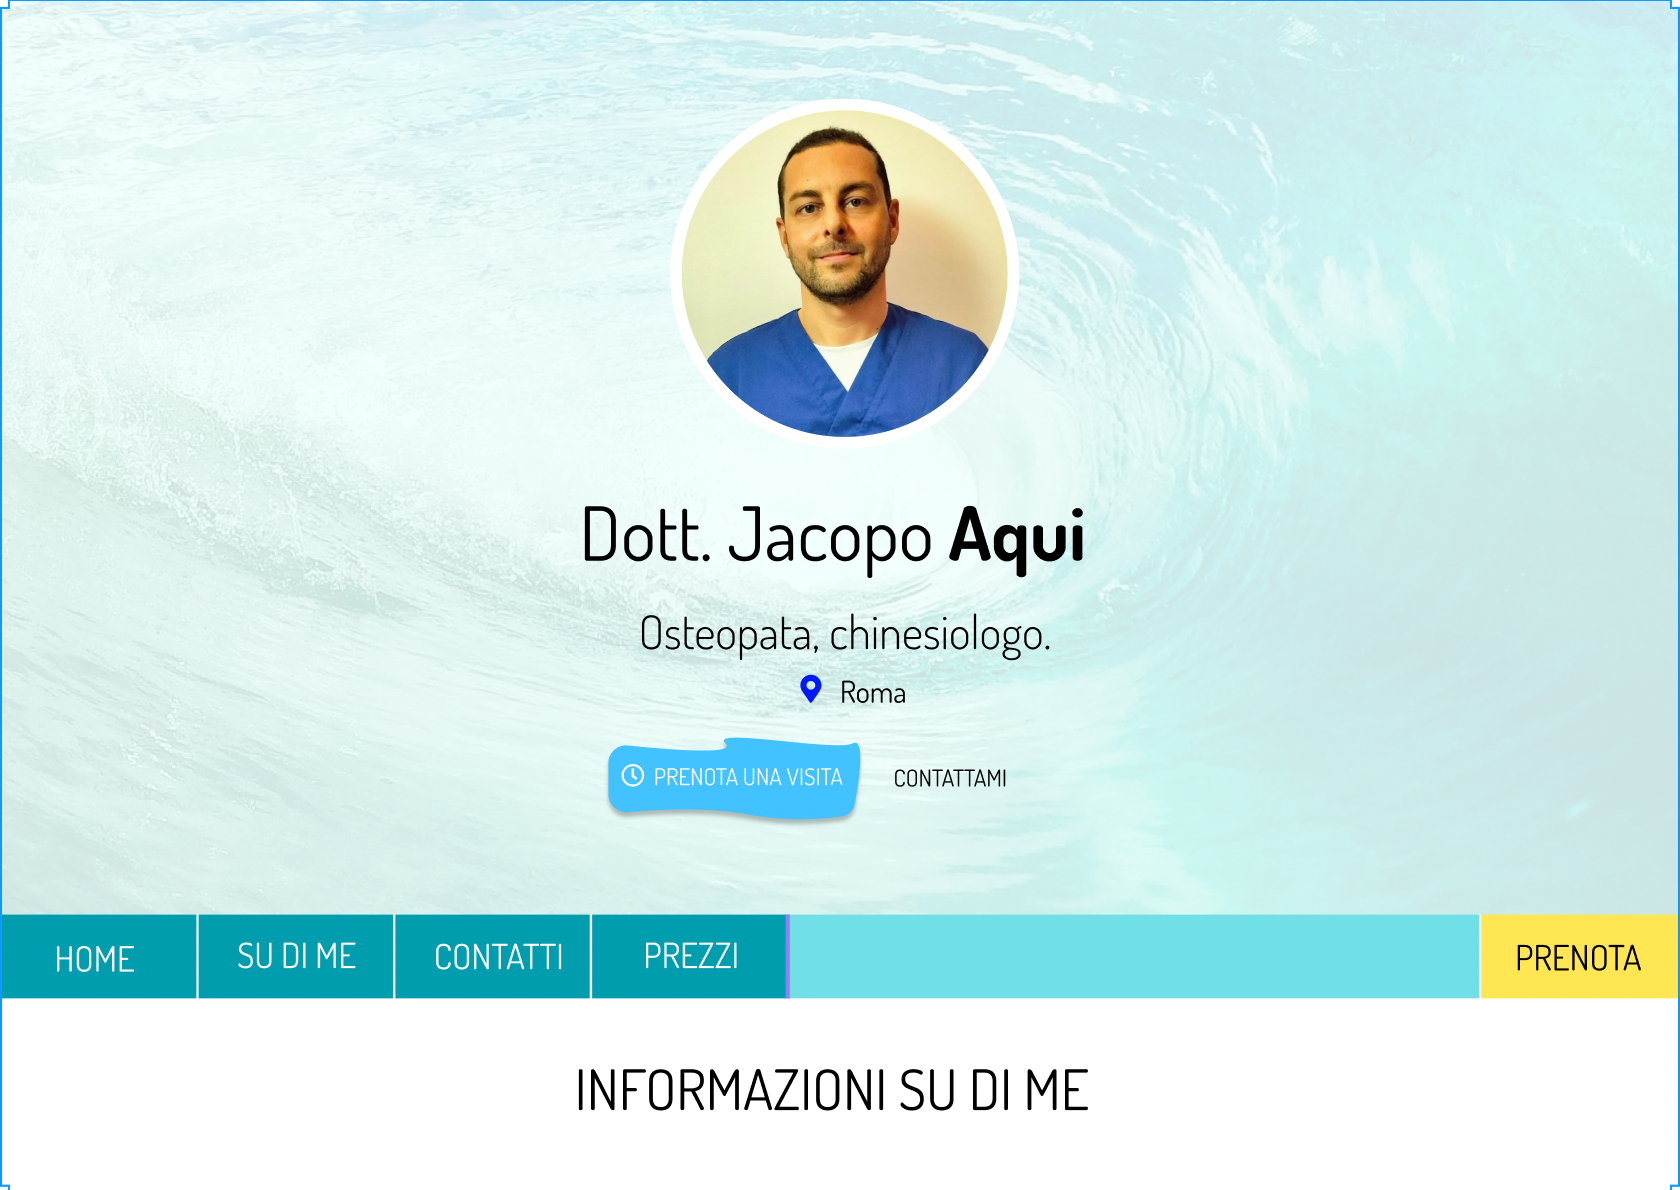 Dott. Jacopo Aqui
Osteopata, chinesiologo.
Roma
PRENOTA UNA VISITA
CONTATTAMI
HOME
SU DI ME
CONTATTI
PREZZI
PRENOTA
INFORMAZIONI SU DI ME